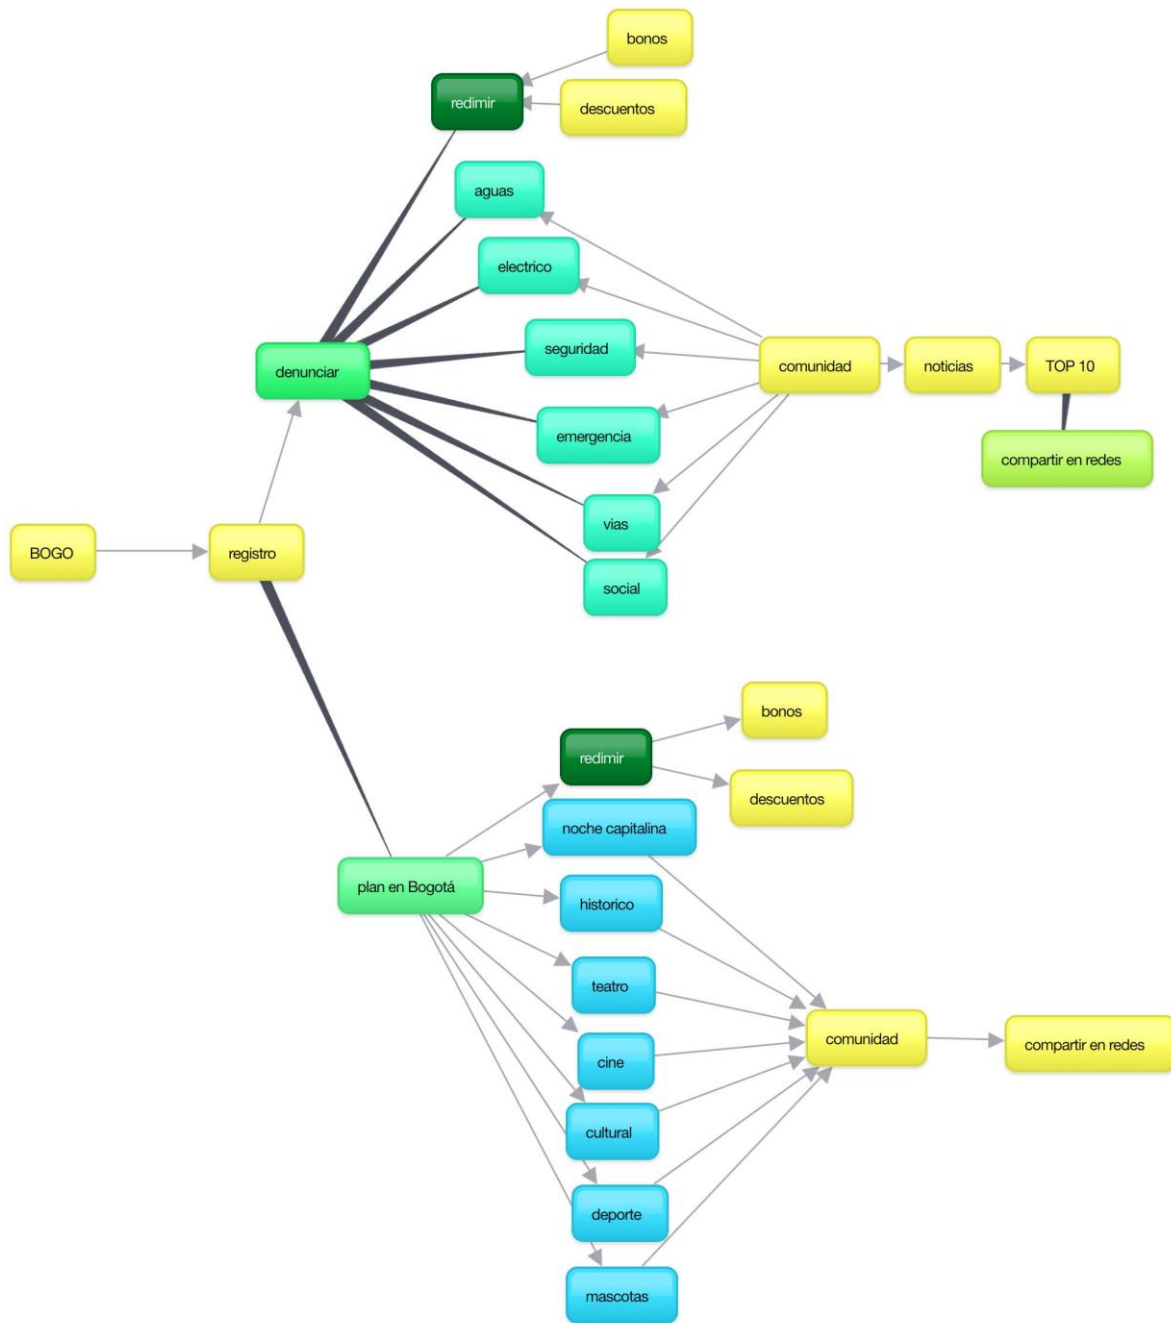 bonos
redimir
descuentos
aguas
electrico
seguridad
denunciar
comunidad
noticias
TOP 10
emergencia
compartir en redes
vias
BOGO
registro
social
bonos
redimir
descuentos
noche capitalina
plan en Bogotá
historico
teatro
comunidad
compartir en redes
cine
cultural
deporte
mascotas